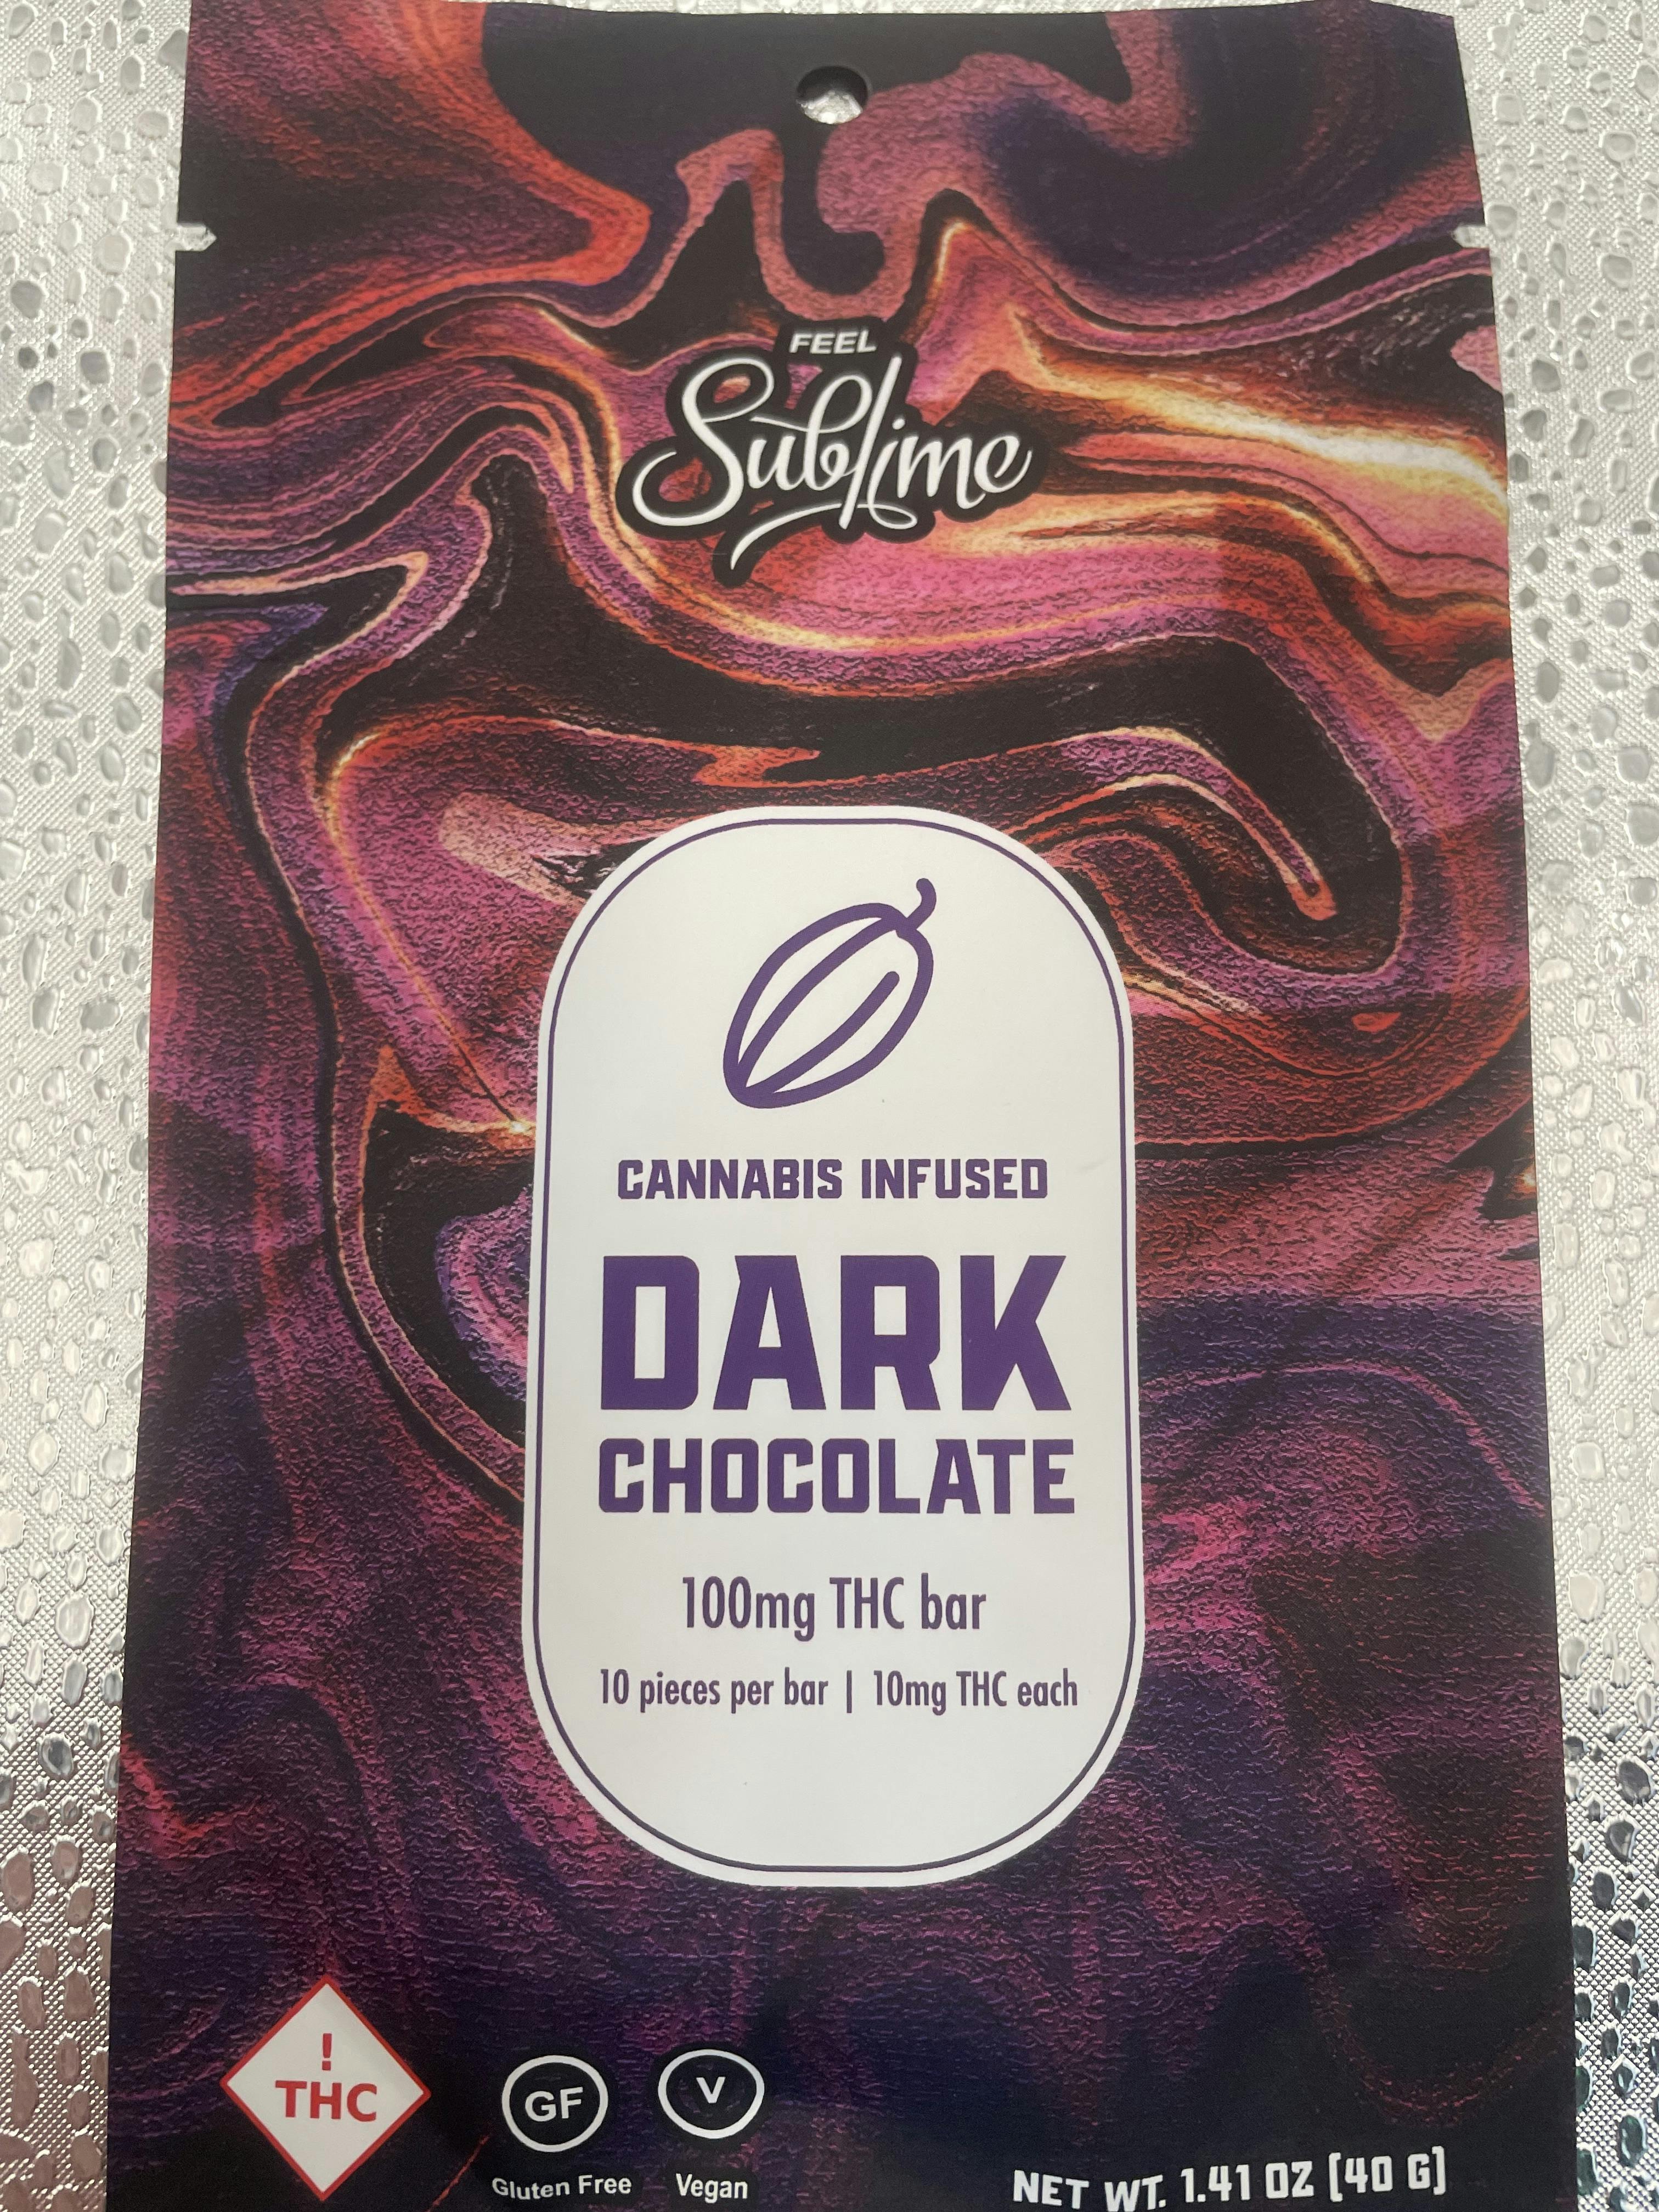 FEEL
Sublime
CANNABIS INFUSED
DARK
CHOCOLATE
100mg THC bar
10 pieces per bar | 10mg THC each
!
THC
GF
Gluten Free
V
Vegan
NET WT. 1.41 OZ [40 G]